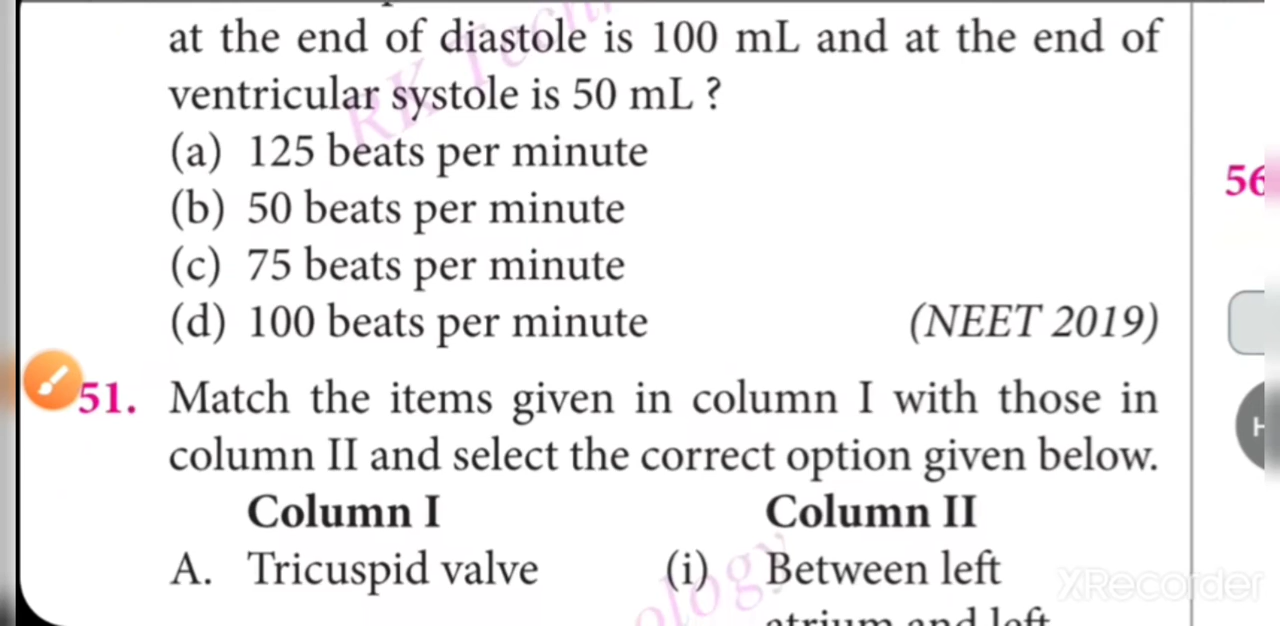 at the end of diastole is 100 mL and at the end of
ventricular systole is 50 mL ?
(a) 125 beats per minute
(b) 50 beats per minute
(c) 75 beats per minute
(d) 100 beats per minute (NEET 2019)
51. Match the items given in column I with those in
column II and select the correct option given below.
Column I Column II
A. Tricuspid valve (i) Between left
atrium and left
56
H
XRecorder